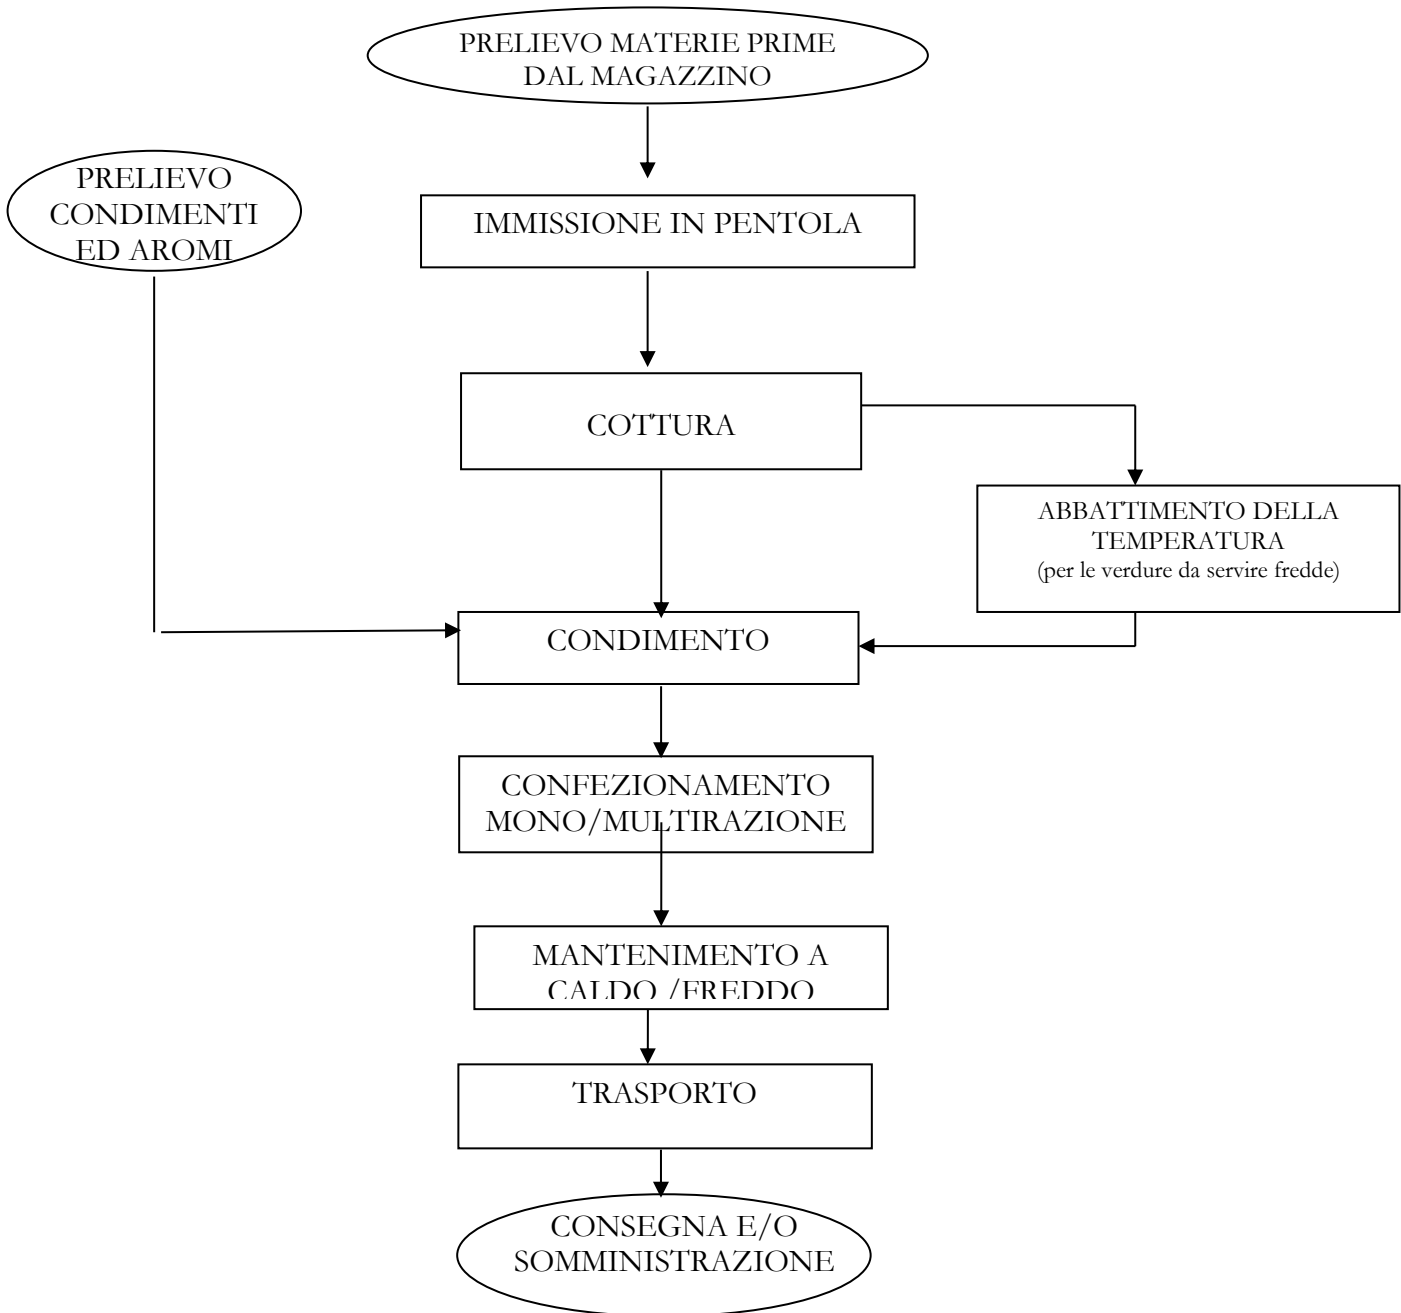 PRELIEVO MATERIE PRIME
DAL MAGAZZINO
PRELIEVO
CONDIMENTI
ED AROMI
IMMISSIONE IN PENTOLA
COTTURA
ABBATTIMENTO DELLA
TEMPERATURA
(per le verdure da servire fredde)
CONDIMENTO
CONFEZIONAMENTO
MONO/MULTIRAZIONE
MANTENIMENTO A
CALDO /FREDDO
TRASPORTO
CONSEGNA E/O
SOMMINISTRAZIONE